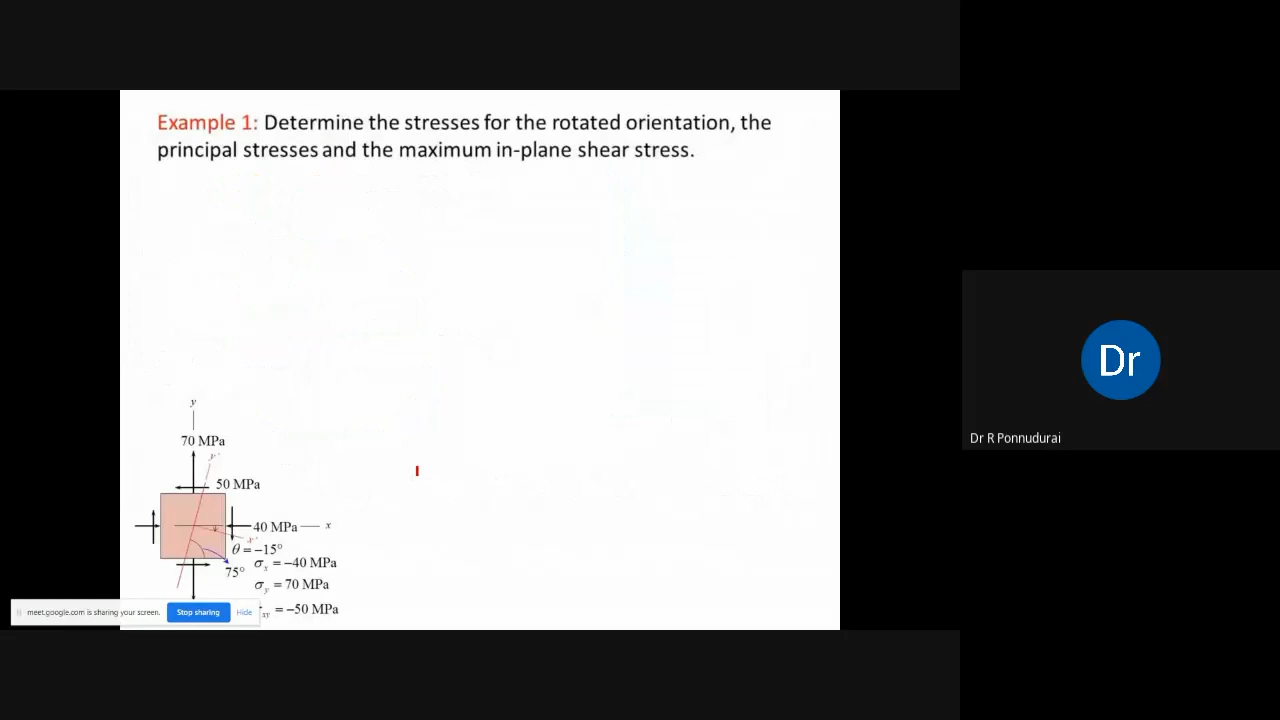 Example 1: Determine the stresses for the rotated orientation, the
principal stresses and the maximum in-plane shear stress.
y
70 MPa
y'
50 MPa
40 MPa
x
x'
θ = −15°
75°
σx = −40 MPa
σy = 70 MPa
xy = −50 MPa
meet.google.com is sharing your screen.
Stop sharing
Hide
Dr
Dr R Ponnudurai